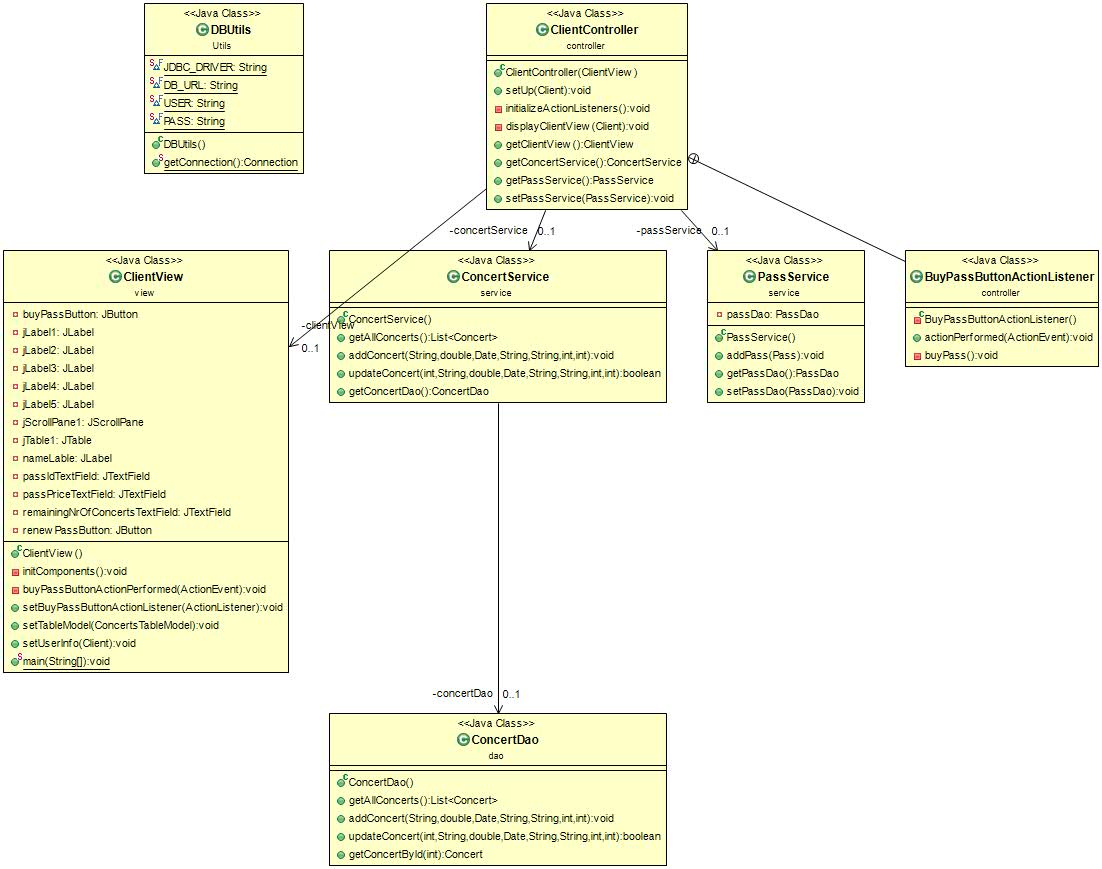 <<Java Class>>
DBUtils
Utils
JDBC_DRIVER: String
DB_URL: String
USER: String
PASS: String
DBUtils()
getConnection():Connection
<<Java Class>>
ClientController
controller
ClientController(ClientView)
setUp(Client):void
initializeActionListeners():void
displayClientView(Client):void
getClientView():ClientView
getConcertService():ConcertService
getPassService():PassService
setPassService(PassService):void
-concertService 0..1
-passService 0..1
-clientView
0..1
<<Java Class>>
ClientView
view
buyPassButton: JButton
jLabel1: JLabel
jLabel2: JLabel
jLabel3: JLabel
jLabel4: JLabel
jLabel5: JLabel
jScrollPane1: JScrollPane
jTable1: JTable
nameLable: JLabel
passIdTextField: JTextField
passPriceTextField: JTextField
remainingNrOfConcertsTextField: JTextField
renewPassButton: JButton
ClientView()
initComponents():void
buyPassButtonActionPerformed(ActionEvent):void
setBuyPassButtonActionListener(ActionListener):void
setTableModel(ConcertsTableModel):void
setUserInfo(Client):void
main(String[]):void
<<Java Class>>
ConcertService
service
ConcertService()
getAllConcerts():List<Concert>
addConcert(String,double,Date,String,String,int,int):void
updateConcert(int,String,double,Date,String,String,int,int):boolean
getConcertDao():ConcertDao
<<Java Class>>
PassService
service
passDao: PassDao
PassService()
addPass(Pass):void
getPassDao():PassDao
setPassDao(PassDao):void
<<Java Class>>
BuyPassButtonActionListener
controller
BuyPassButtonActionListener()
actionPerformed(ActionEvent):void
buyPass():void
-concertDao 0..1
<<Java Class>>
ConcertDao
dao
ConcertDao()
getAllConcerts():List<Concert>
addConcert(String,double,Date,String,String,int,int):void
updateConcert(int,String,double,Date,String,String,int,int):boolean
getConcertById(int):Concert